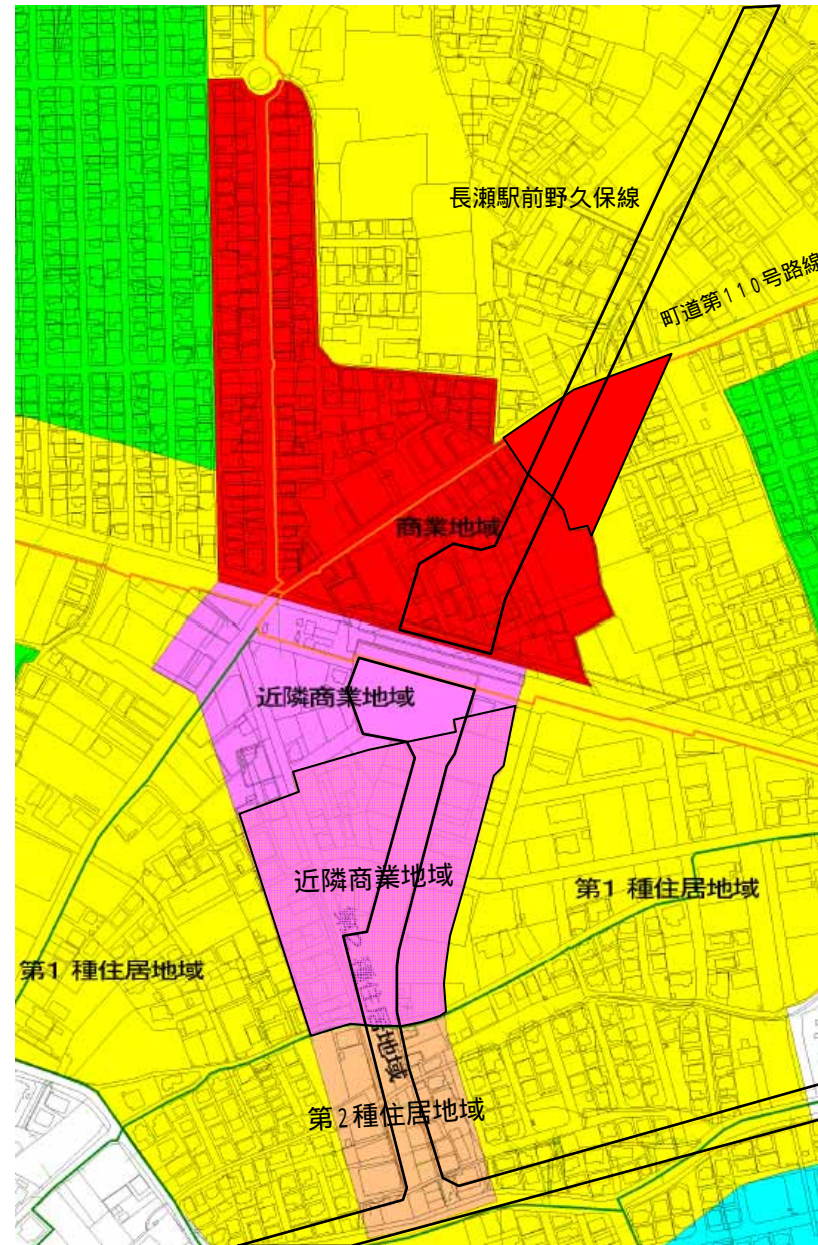 長瀬駅前野久保線
町道第110号路線
商業地域
近隣商業地域
近隣商業地域
第1 種住居地域
第1 種住居地域
第2 種住居地域
第2種住居地域